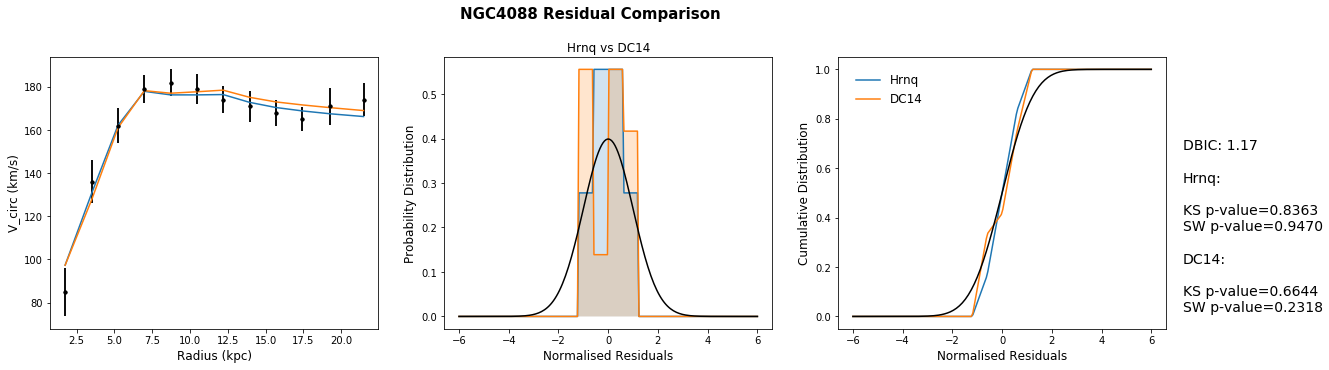 NGC4088 Residual Comparison
V_circ (km/s)
180
160
140
120
100
80
2.5 5.0 7.5 10.0 12.5 15.0 17.5 20.0
Radius (kpc)
Hrnq vs DC14
Probability Distribution
0.5
0.4
0.3
0.2
0.1
0.0
−6 −4 −2 0 2 4 6
Normalised Residuals
Cumulative Distribution
1.0
0.8
0.6
0.4
0.2
0.0
Hrnq
DC14
−6 −4 −2 0 2 4 6
Normalised Residuals
DBIC: 1.17
Hrnq:
KS p-value=0.8363
SW p-value=0.9470
DC14:
KS p-value=0.6644
SW p-value=0.2318